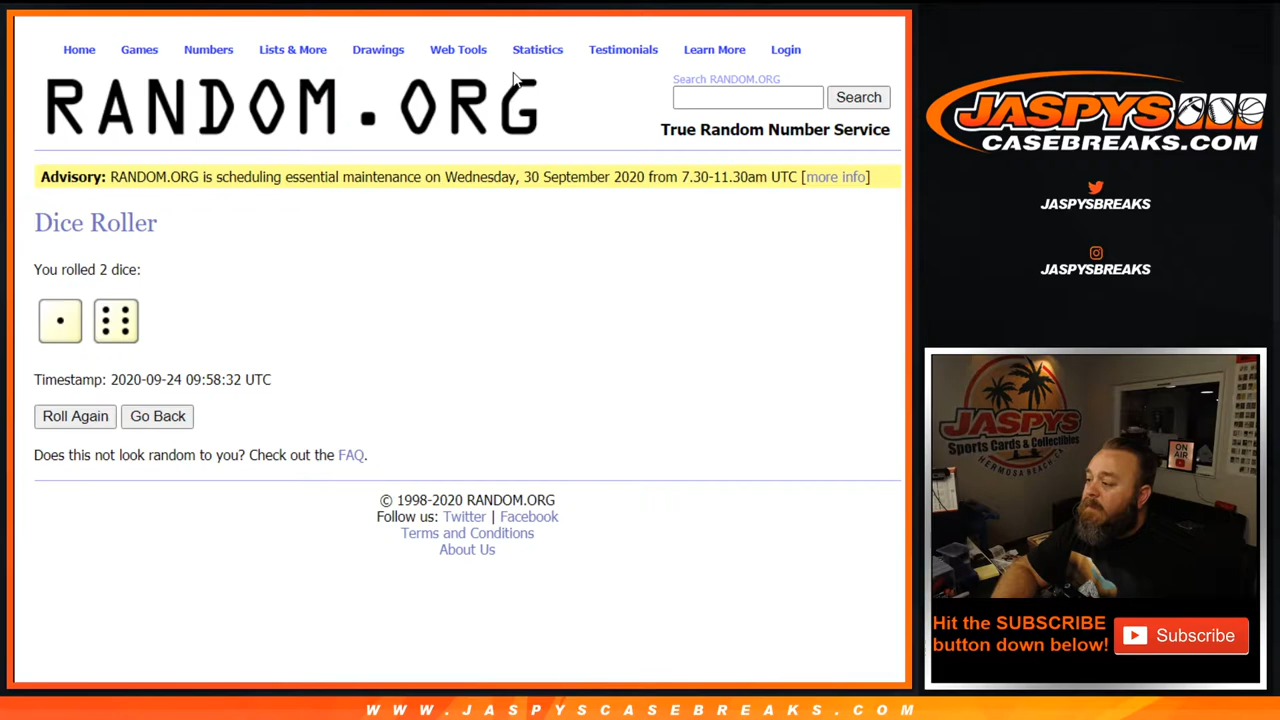 Home Games Numbers Lists & More Drawings Web Tools Statistics Testimonials Learn More Login
RANDOM.ORG
Search RANDOM.ORG
Search
True Random Number Service
Advisory: RANDOM.ORG is scheduling essential maintenance on Wednesday, 30 September 2020 from 7.30-11.30am UTC [more info]
Dice Roller
You rolled 2 dice:
Timestamp: 2020-09-24 09:58:32 UTC
Roll Again Go Back
Does this not look random to you? Check out the FAQ.
© 1998-2020 RANDOM.ORG
Follow us: Twitter | Facebook
Terms and Conditions
About Us
JASPYS
CASEBREAKS.COM
JASPYSBREAKS
JASPYSBREAKS
JASPYS
Sports Cards & Collectibles
HERMOSA BEACH CA
ON
AIR
Hit the SUBSCRIBE
button down below!
Subscribe
WWW.JASPYSCASEBREAKS.COM